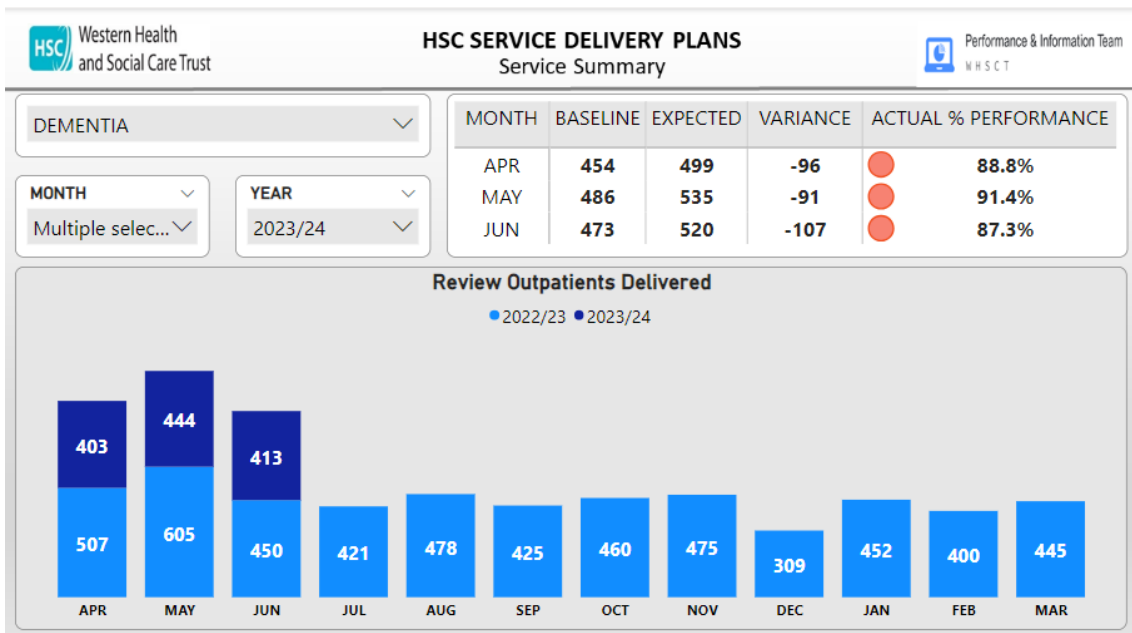 HSC
Western Health
and Social Care Trust
HSC SERVICE DELIVERY PLANS
Service Summary
Performance & Information Team
WHSCT
DEMENTIA
MONTH
Multiple selec...
YEAR
2023/24
MONTH BASELINE EXPECTED VARIANCE ACTUAL % PERFORMANCE
APR 454 499 -96 88.8%
MAY 486 535 -91 91.4%
JUN 473 520 -107 87.3%
Review Outpatients Delivered
2022/23 2023/24
403 444 413
507 605 450 421 478 425 460 475 309 452 400 445
APR MAY JUN JUL AUG SEP OCT NOV DEC JAN FEB MAR